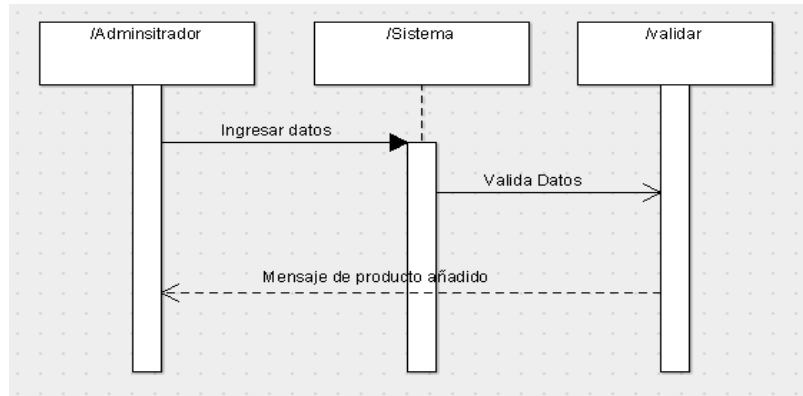 /Adminsitrador
/Sistema
/validar
Ingresar datos
Valida Datos
Mensaje de producto añadido